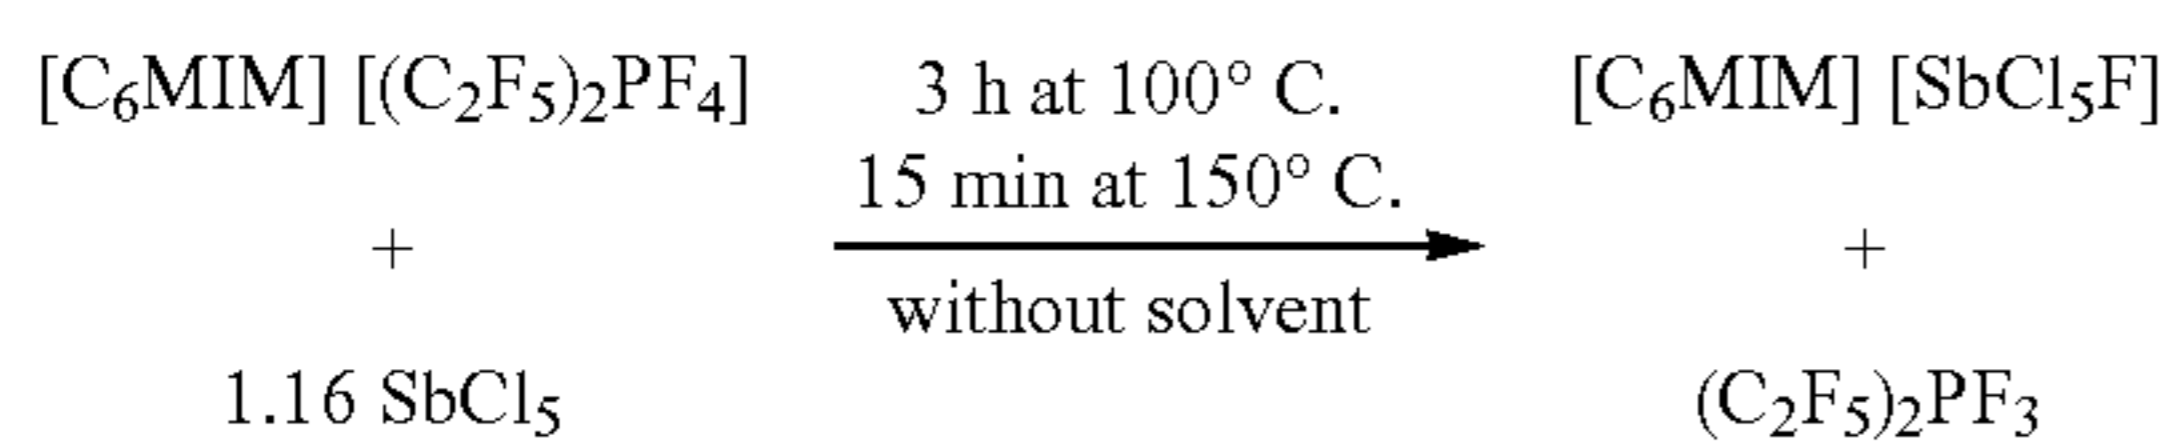 [C₆MIM] [(C₂F₅)₂PF₄]
+
1.16 SbCl₅
3 h at 100° C.
15 min at 150° C.
without solvent
[C₆MIM] [SbCl₅F]
+
(C₂F₅)₂PF₃